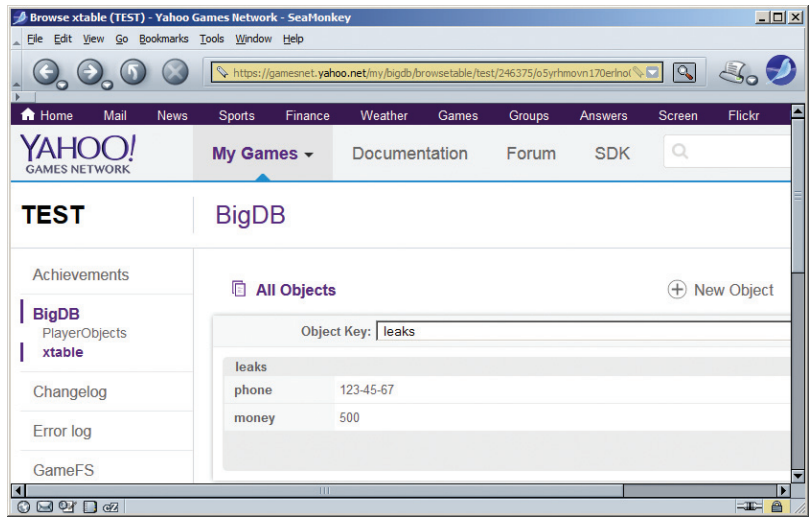 Browse xtable (TEST) - Yahoo Games Network - SeaMonkey
File Edit View Go Bookmarks Tools Window Help
https://gamesnet.yahoo.net/my/bigdb/browsetable/test/246375/o5yrhmovn170erlno(
Home Mail News Sports Finance Weather Games Groups Answers Screen Flickr
YAHOO!
GAMES NETWORK
My Games Documentation Forum SDK
TEST
BigDB
Achievements
BigDB
PlayerObjects
xtable
Changelog
Error log
GameFS
All Objects
New Object
Object Key: leaks
leaks
phone 123-45-67
money 500